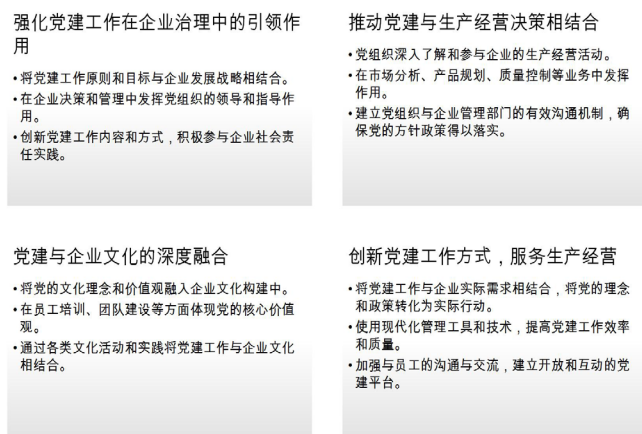 强化党建工作在企业治理中的引领作
用
•将党建工作原则和目标与企业发展战略相结合。
•在企业决策和管理中发挥党组织的领导和指导作
用。
•创新党建工作内容和方式，积极参与企业社会责
任实践。
推动党建与生产经营决策相结合
•党组织深入了解和参与企业的生产经营活动。
•在市场分析、产品规划、质量控制等业务中发挥
作用。
•建立党组织与企业管理部门的有效沟通机制，确
保党的方针政策得以落实。
党建与企业文化的深度融合
•将党的文化理念和价值观融入企业文化构建中。
•在员工培训、团队建设等方面体现党的核心价值
观。
•通过各类文化活动和实践将党建工作与企业文化
相结合。
创新党建工作方式，服务生产经营
•将党建工作与企业实际需求相结合，将党的理念
和政策转化为实际行动。
•使用现代化管理工具和技术，提高党建工作效率
和质量。
•加强与员工的沟通与交流，建立开放和互动的党
建平台。